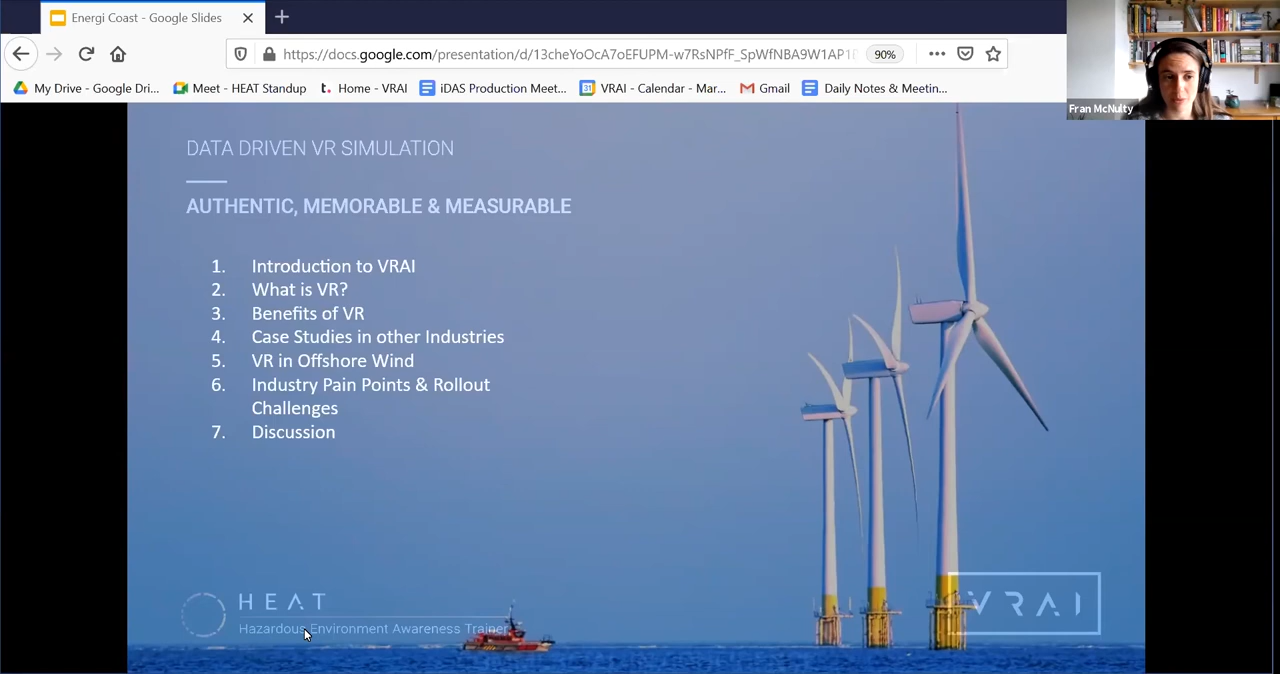 Energi Coast - Google Slides
https://docs.google.com/presentation/d/13cheYoOcA7oEFUPM-w7RsNPfF_SpWfNBA9W1AP1
90%
My Drive - Google Dri...
Meet - HEAT Standup
t. Home - VRAI
iDAS Production Meet...
31 VRAI - Calendar - Mar...
Gmail
Daily Notes & Meetin...
Fran McNulty
DATA DRIVEN VR SIMULATION
AUTHENTIC, MEMORABLE & MEASURABLE
1. Introduction to VRAI
2. What is VR?
3. Benefits of VR
4. Case Studies in other Industries
5. VR in Offshore Wind
6. Industry Pain Points & Rollout
Challenges
7. Discussion
HEAT
Hazardous Environment Awareness Trainer
VRAI